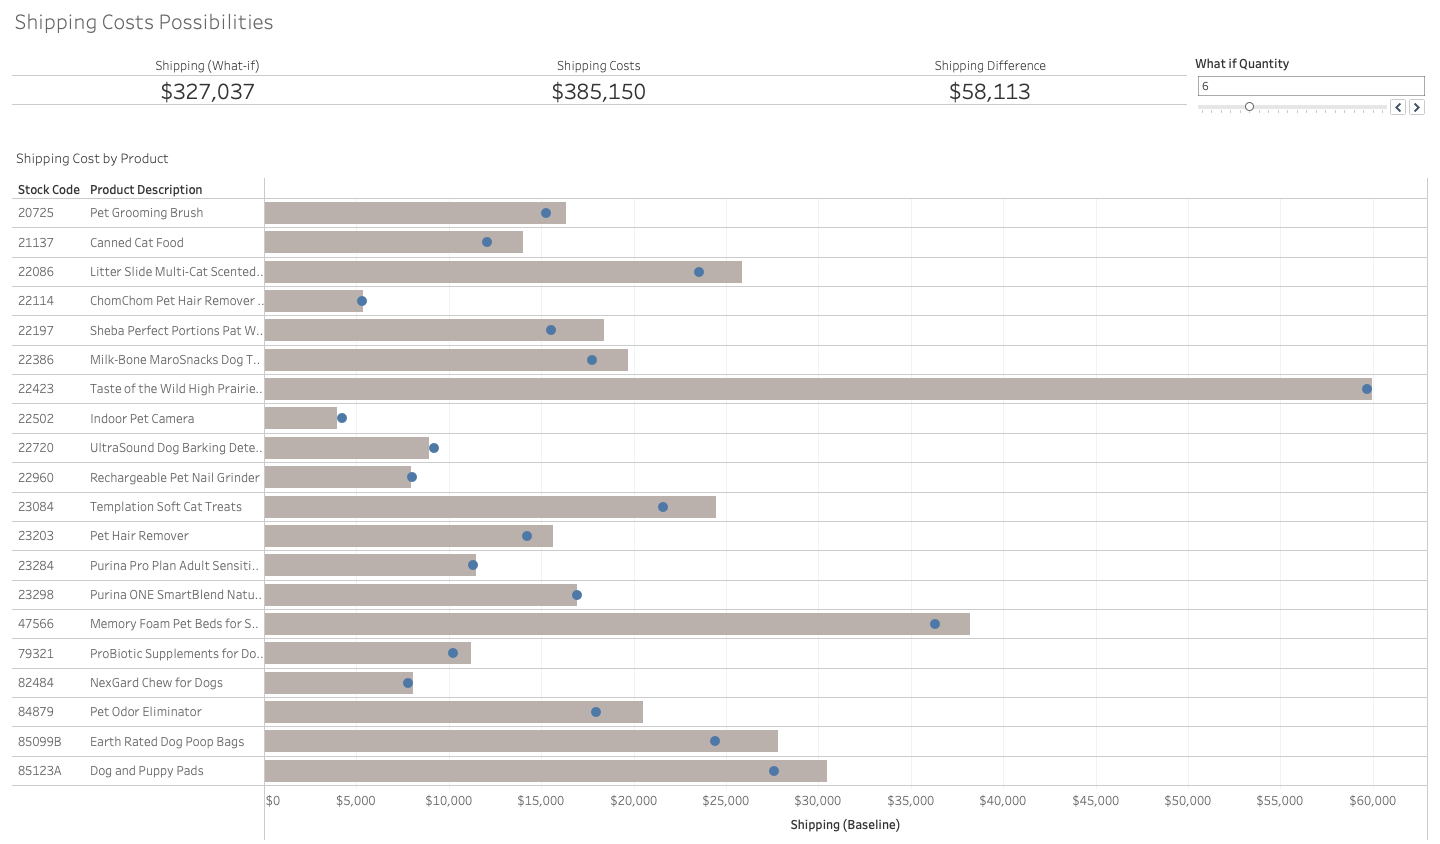 Shipping Costs Possibilities
Shipping (What-if) Shipping Costs Shipping Difference What if Quantity
$327,037 $385,150 $58,113 6
Shipping Cost by Product
Stock Code Product Description
20725 Pet Grooming Brush
21137 Canned Cat Food
22086 Litter Slide Multi-Cat Scented..
22114 ChomChom Pet Hair Remover ..
22197 Sheba Perfect Portions Pat W..
22386 Milk-Bone MaroSnacks Dog T..
22423 Taste of the Wild High Prairie..
22502 Indoor Pet Camera
22720 UltraSound Dog Barking Dete..
22960 Rechargeable Pet Nail Grinder
23084 Templation Soft Cat Treats
23203 Pet Hair Remover
23284 Purina Pro Plan Adult Sensiti..
23298 Purina ONE SmartBlend Natu..
47566 Memory Foam Pet Beds for S..
79321 ProBiotic Supplements for Do..
82484 NexGard Chew for Dogs
84879 Pet Odor Eliminator
85099B Earth Rated Dog Poop Bags
85123A Dog and Puppy Pads
$0 $5,000 $10,000 $15,000 $20,000 $25,000 $30,000 $35,000 $40,000 $45,000 $50,000 $55,000 $60,000
Shipping (Baseline)